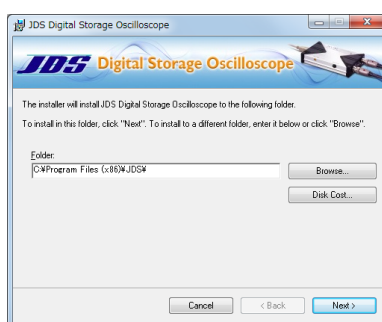 JDS Digital Storage Oscilloscope
JDS Digital Storage Oscilloscope
The installer will install JDS Digital Storage Oscilloscope to the following folder.
To install in this folder, click "Next". To install to a different folder, enter it below or click "Browse".
Folder:
C:¥Program Files (x86)¥JDS¥
Browse...
Disk Cost...
Cancel
< Back
Next >